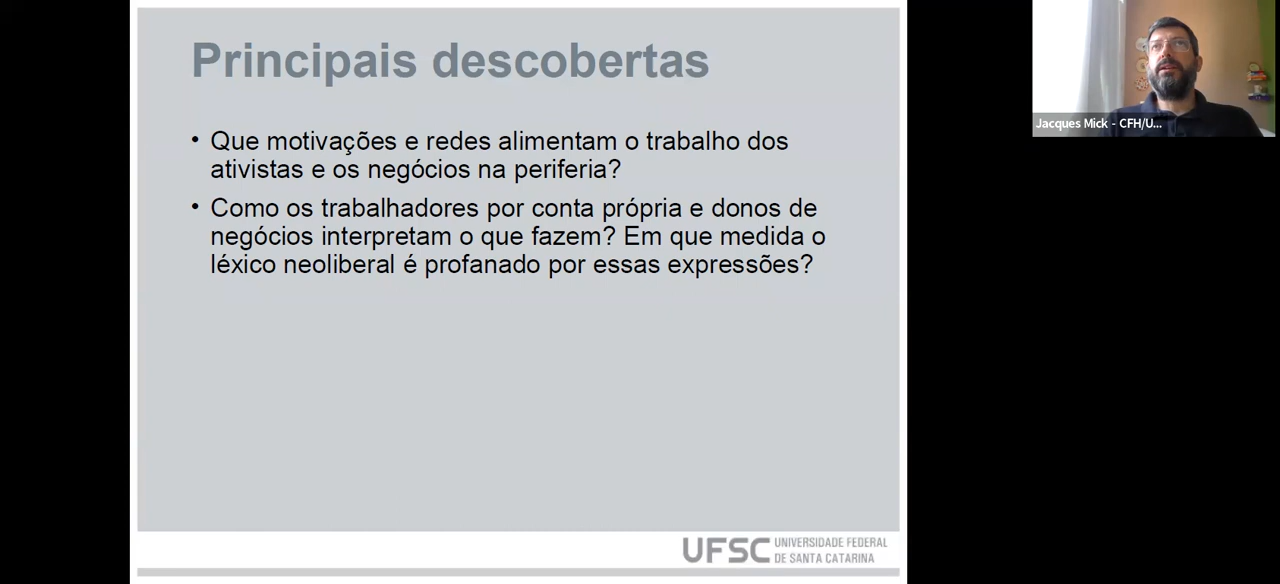 Principais descobertas
• Que motivações e redes alimentam o trabalho dos
ativistas e os negócios na periferia?
• Como os trabalhadores por conta própria e donos de
negócios interpretam o que fazem? Em que medida o
léxico neoliberal é profanado por essas expressões?
Jacques Mick - CFH/U...
UFSC UNIVERSIDADE FEDERAL
DE SANTA CATARINA